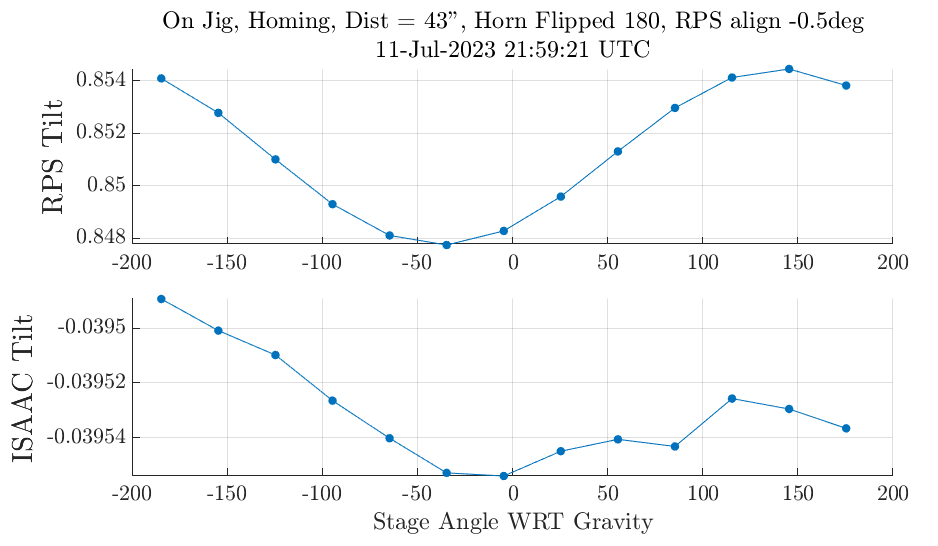 On Jig, Homing, Dist = 43", Horn Flipped 180, RPS align -0.5deg
11-Jul-2023 21:59:21 UTC
RPS Tilt
0.854
0.852
0.85
0.848
-200 -150 -100 -50 0 50 100 150 200
ISAAC Tilt
-0.0395
-0.03952
-0.03954
-200 -150 -100 -50 0 50 100 150 200
Stage Angle WRT Gravity